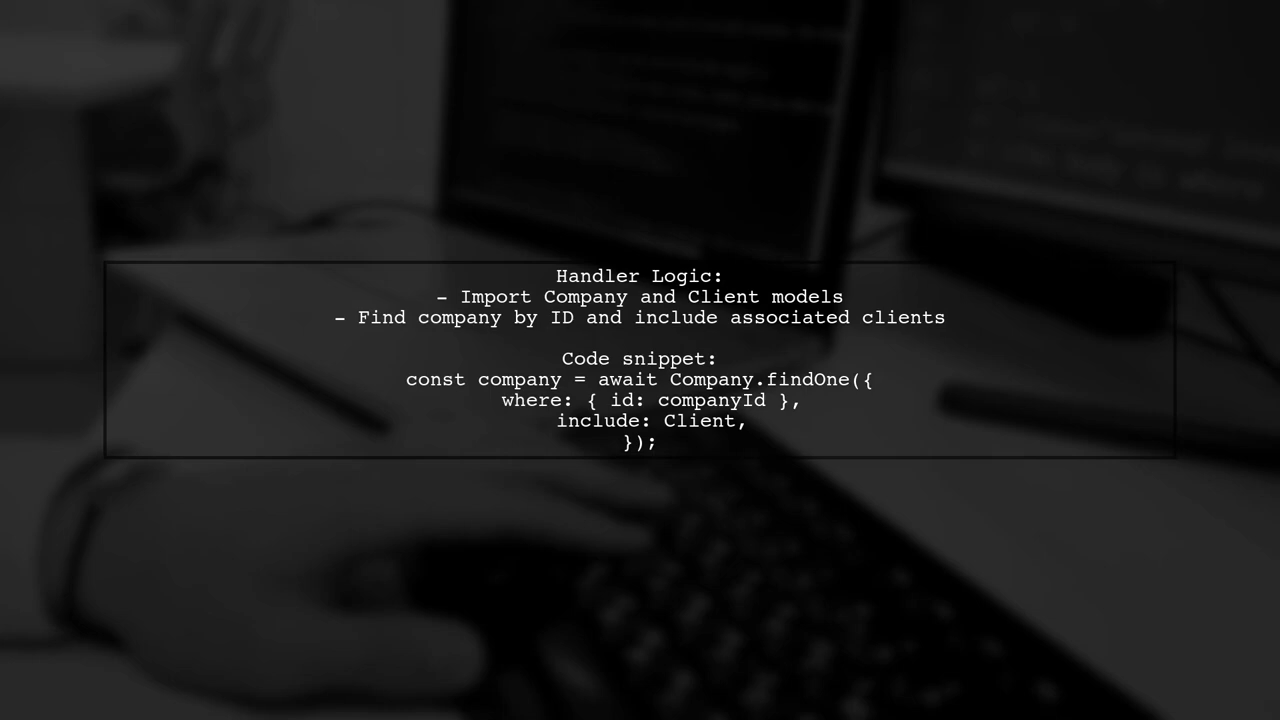 Handler Logic:
- Import Company and Client models
- Find company by ID and include associated clients
Code snippet:
const company = await Company.findOne({
where: { id: companyId },
include: Client,
});